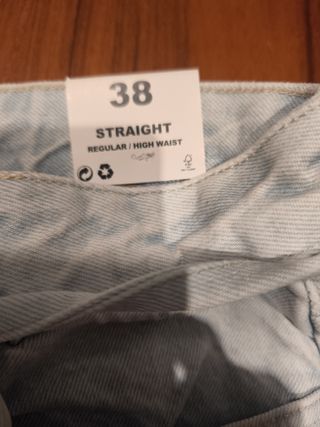 38
STRAIGHT
REGULAR / HIGH WAIST